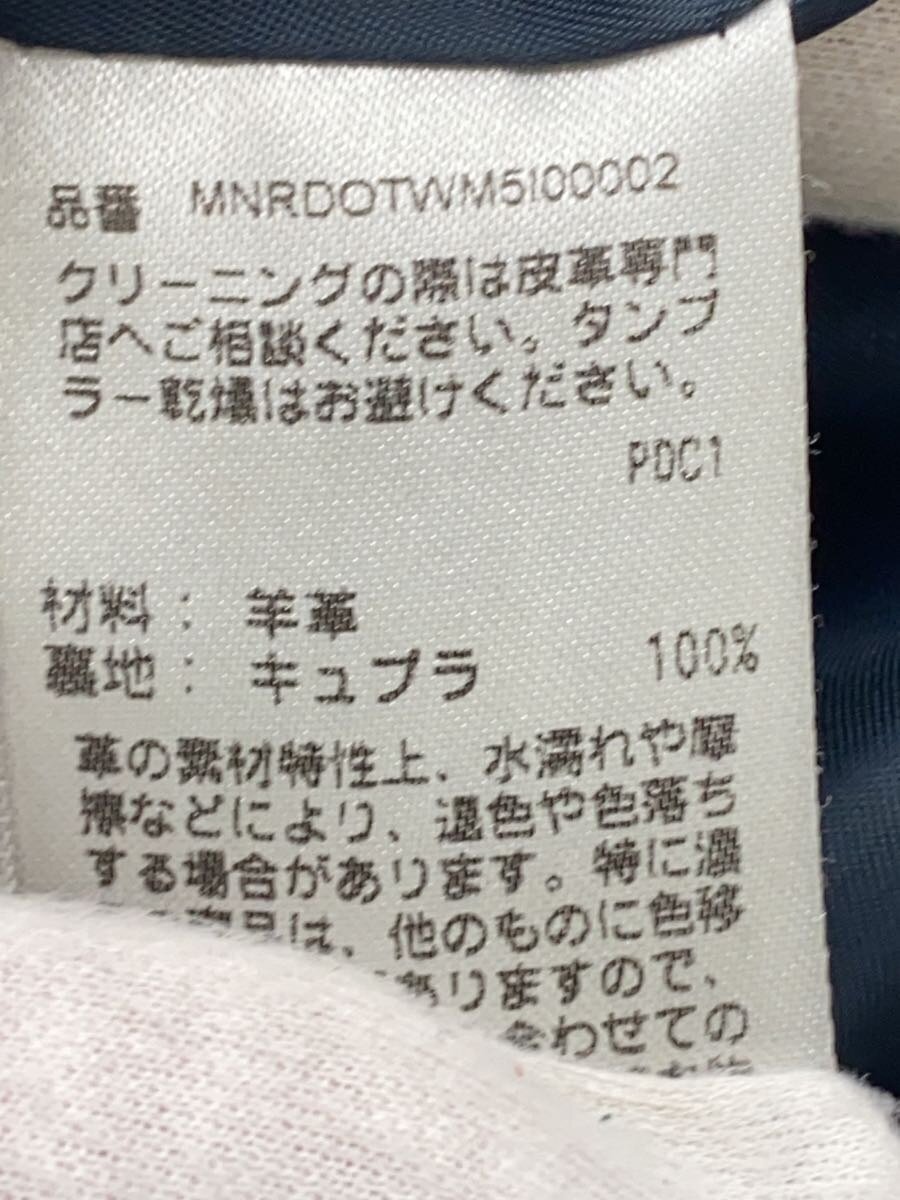 品番 MNRDOTWM5I00002
クリーニングの際は皮革専門
店へご相談ください。タンブ
ラー乾燥はお避けください。
PDC1
材料： 羊革
裏地： キュプラ 100%
革の素材特性上、水濡れや摩
擦などにより、退色や色落ち
する場合があります。特に濃
は、他のものに色移
ありますので、
合わせての